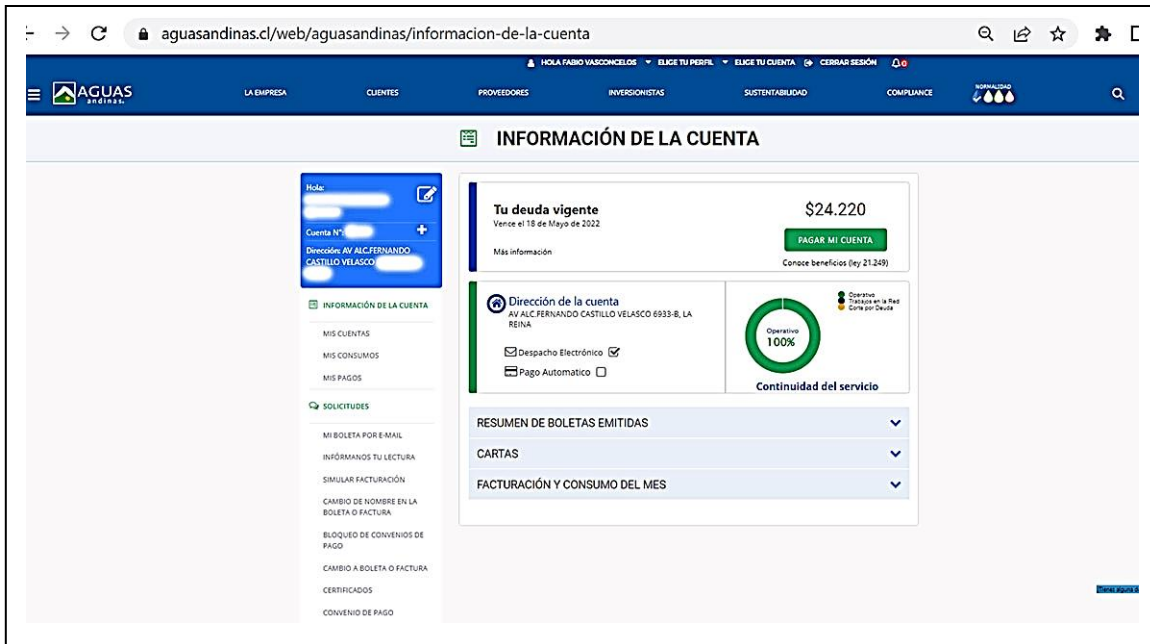 aguasandinas.cl/web/aguasandinas/informacion-de-la-cuenta
HOLA FABIO VASCONCELOS ELIGE TU PERFIL ELIGE TU CUENTA CERRAR SESIÓN 0
AGUAS andinas.
LA EMPRESA CLIENTES PROVEEDORES INVERSIONISTAS SUSTENTABILIDAD COMPLIANCE NORMALIDAD
INFORMACIÓN DE LA CUENTA
Hola:
Cuenta N°:
Dirección: AV ALC.FERNANDO
CASTILLO VELASCO
INFORMACIÓN DE LA CUENTA
MIS CUENTAS
MIS CONSUMOS
MIS PAGOS
SOLICITUDES
MI BOLETA POR E-MAIL
INFÓRMANOS TU LECTURA
SIMULAR FACTURACIÓN
CAMBIO DE NOMBRE EN LA
BOLETA O FACTURA
BLOQUEO DE CONVENIOS DE
PAGO
CAMBIO A BOLETA O FACTURA
CERTIFICADOS
CONVENIO DE PAGO
Tu deuda vigente
Vence el 18 de Mayo de 2022
Más información
$24.220
PAGAR MI CUENTA
Conoce beneficios (ley 21.249)
Dirección de la cuenta
AV ALC.FERNANDO CASTILLO VELASCO 6933-B, LA
REINA
Despacho Electrónico
Pago Automatico
Operativo
Trabajos en la Red
Corte por Deuda
Operativo
100%
Continuidad del servicio
RESUMEN DE BOLETAS EMITIDAS
CARTAS
FACTURACIÓN Y CONSUMO DEL MES
¿Tienes alguna